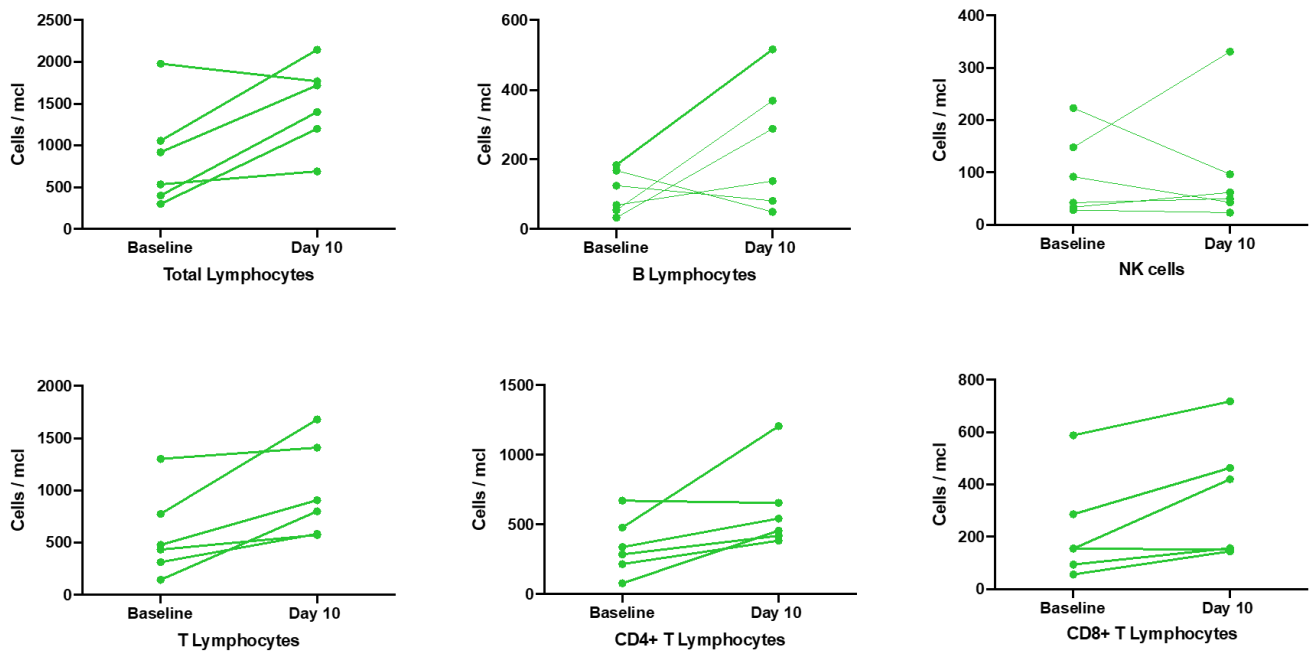 2500
2000
1500
1000
500
0
Cells / mcl
Baseline Day 10
Total Lymphocytes
600
400
200
0
Cells / mcl
Baseline Day 10
B Lymphocytes
400
300
200
100
0
Cells / mcl
Baseline Day 10
NK cells
2000
1500
1000
500
0
Cells / mcl
Baseline Day 10
T Lymphocytes
1500
1000
500
0
Cells / mcl
Baseline Day 10
CD4+ T Lymphocytes
800
600
400
200
0
Cells / mcl
Baseline Day 10
CD8+ T Lymphocytes